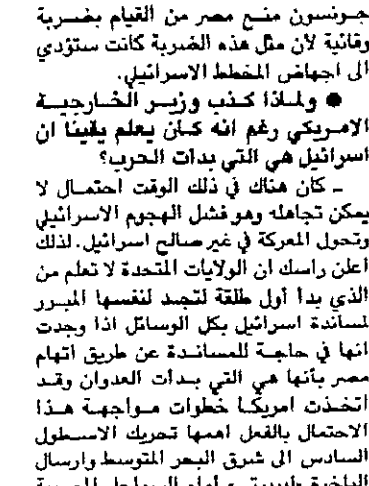 جونسون منع مصر من القيام بضربة
وقائية لأن مثل هذه الضربة كانت ستؤدي
الى اجهاض المخطط الاسرائيلي.
● ولماذا كذب وزير الخارجية
الامريكي رغم انه كان يعلم يقينا ان
اسرائيل هي التي بدات الحرب؟
ـ كان هناك في ذلك الوقت احتمال لا
يمكن تجاهله وهو فشل الهجوم الاسرائيلي
وتحول المعركة في غير صالح اسرائيل. لذلك
اعلن راسك ان الولايات المتحدة لا تعلم من
الذي بدا أول طلقة لتجد لنفسها المبرر
لمساندة اسرائيل بكل الوسائل اذا وجدت
انها في حاجة للمساندة عن طريق اتهام
مصر بأنها هي التي بدات العدوان وقد
اتخذت امريكا خطوات مواجهة هذا
الاحتمال بالفعل اهمها تحريك الاسطول
السادس الى شرق البحر المتوسط وارسال